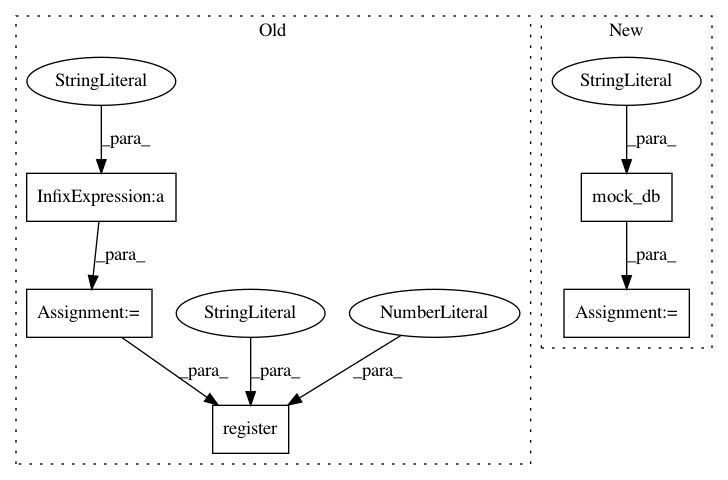 Old
New
StringLiteral
StringLiteral
_para_
_para_
InfixExpression:a
mock_db
_para_
_para_
Assignment:=
StringLiteral
NumberLiteral
Assignment:=
_para_
_para_
_para_
register